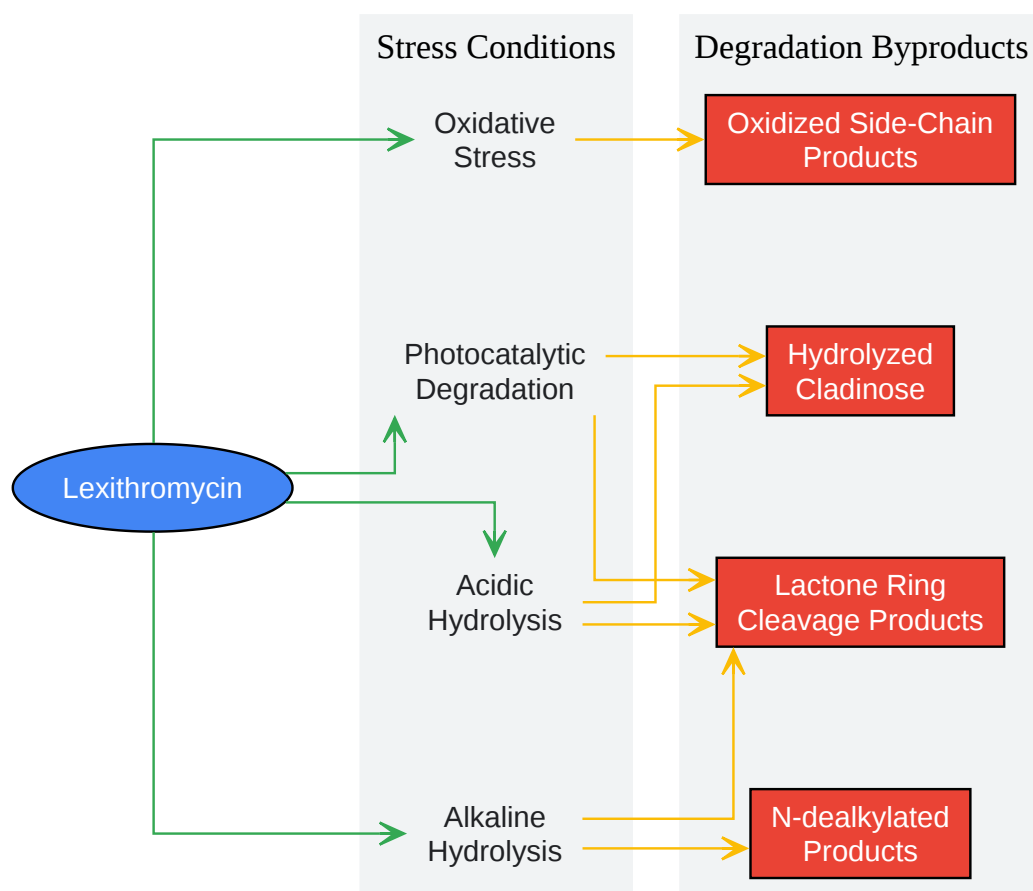 Stress Conditions
Degradation Byproducts
Oxidative
Stress
Oxidized Side-Chain
Products
Photocatalytic
Degradation
Hydrolyzed
Cladinose
Lexithromycin
Acidic
Hydrolysis
Lactone Ring
Cleavage Products
Alkaline
Hydrolysis
N-dealkylated
Products